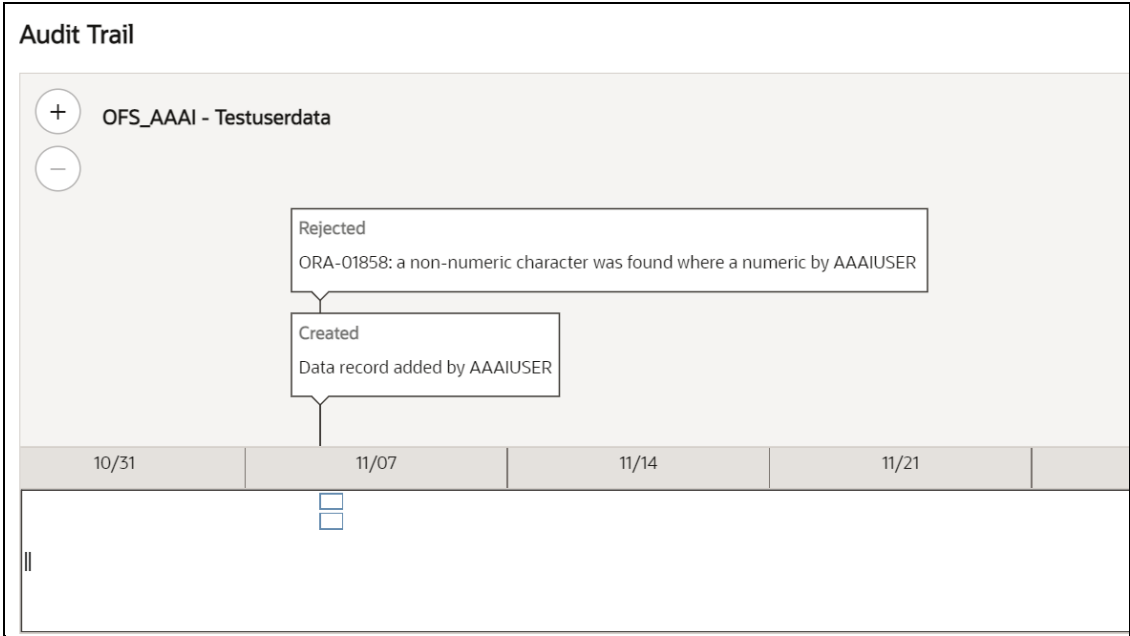 Audit Trail
+
OFS_AAAI - Testuserdata
−
Rejected
ORA-01858: a non-numeric character was found where a numeric by AAAIUSER
Created
Data record added by AAAIUSER
10/31 11/07 11/14 11/21